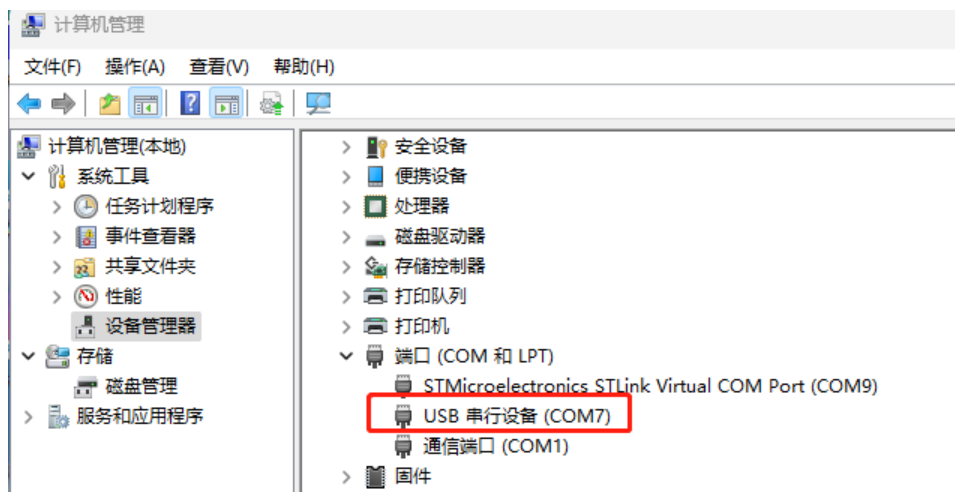 计算机管理
文件(F) 操作(A) 查看(V) 帮助(H)
计算机管理(本地)
系统工具
任务计划程序
事件查看器
共享文件夹
性能
设备管理器
存储
磁盘管理
服务和应用程序
安全设备
便携设备
处理器
磁盘驱动器
存储控制器
打印队列
打印机
端口 (COM 和 LPT)
STMicroelectronics STLink Virtual COM Port (COM9)
USB 串行设备 (COM7)
通信端口 (COM1)
固件